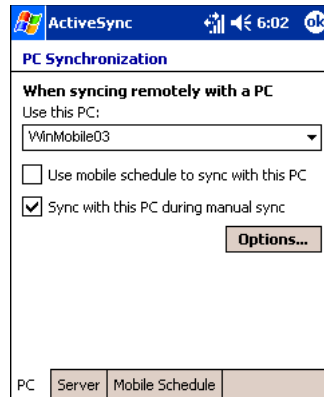 ActiveSync 6:02 ok
PC Synchronization
When syncing remotely with a PC
Use this PC:
WinMobile03
Use mobile schedule to sync with this PC
Sync with this PC during manual sync
Options...
PC Server Mobile Schedule